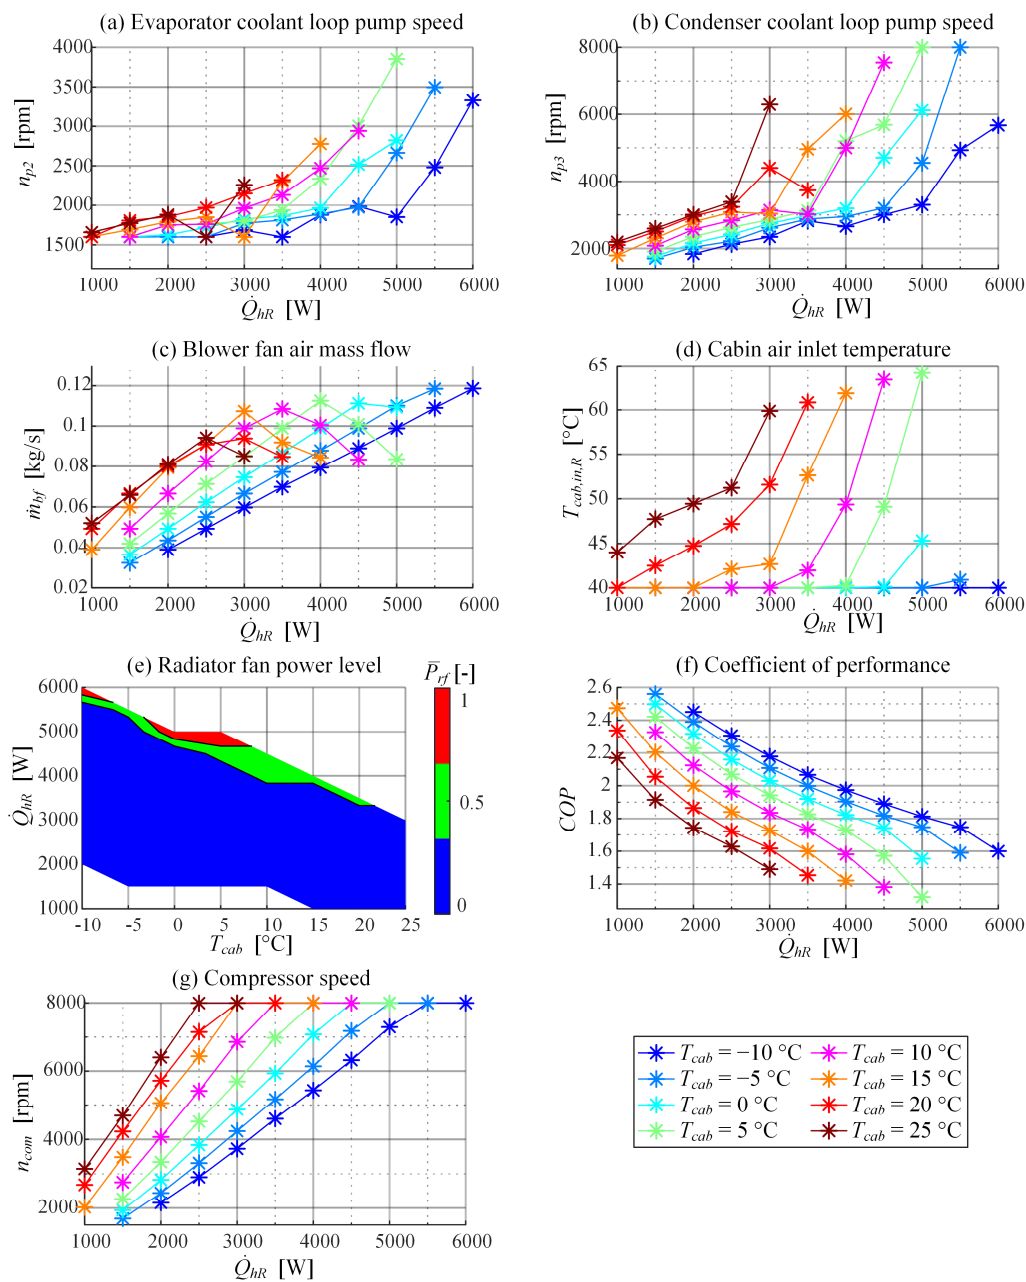 (a) Evaporator coolant loop pump speed
4000
3500
3000
2500
2000
1500
n_p2 [rpm]
1000 2000 3000 4000 5000 6000
Q̇_hR [W]
(b) Condenser coolant loop pump speed
8000
6000
4000
2000
n_p3 [rpm]
1000 2000 3000 4000 5000 6000
Q̇_hR [W]
(c) Blower fan air mass flow
0.12
0.1
0.08
0.06
0.04
0.02
ṁ_bf [kg/s]
1000 2000 3000 4000 5000 6000
Q̇_hR [W]
(d) Cabin air inlet temperature
65
60
55
50
45
40
T_cab,in,R [°C]
1000 2000 3000 4000 5000 6000
Q̇_hR [W]
(e) Radiator fan power level
P̅_rf [-]
6000
5000
4000
3000
2000
1000
Q̇_hR [W]
-10 -5 0 5 10 15 20 25
T_cab [°C]
1
0.5
0
(f) Coefficient of performance
2.6
2.4
2.2
2
1.8
1.6
1.4
COP
1000 2000 3000 4000 5000 6000
Q̇_hR [W]
(g) Compressor speed
8000
6000
4000
2000
n_com [rpm]
1000 2000 3000 4000 5000 6000
Q̇_hR [W]
T_cab = −10 °C
T_cab = −5 °C
T_cab = 0 °C
T_cab = 5 °C
T_cab = 10 °C
T_cab = 15 °C
T_cab = 20 °C
T_cab = 25 °C